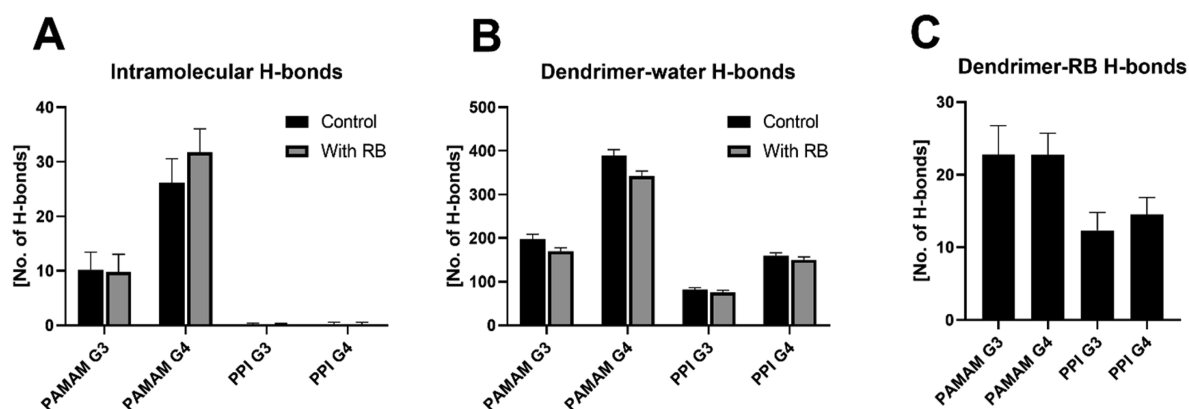 A
Intramolecular H-bonds
[No. of H-bonds]
40
30
20
10
0
Control
With RB
PAMAM G3
PAMAM G4
PPI G3
PPI G4
B
Dendrimer-water H-bonds
[No. of H-bonds]
500
400
300
200
100
0
Control
With RB
PAMAM G3
PAMAM G4
PPI G3
PPI G4
C
Dendrimer-RB H-bonds
[No. of H-bonds]
30
20
10
0
PAMAM G3
PAMAM G4
PPI G3
PPI G4